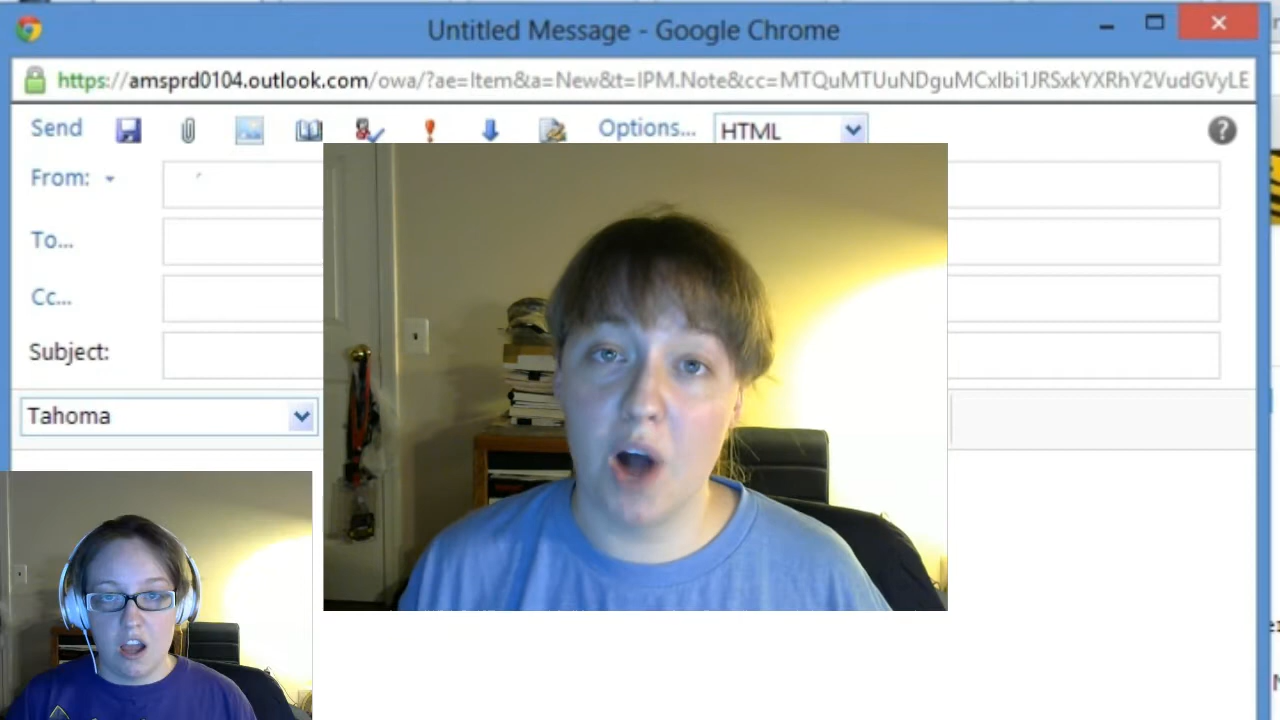 Untitled Message - Google Chrome
https://amsprd0104.outlook.com/owa/?ae=Item&a=New&t=IPM.Note&cc=MTQuMTUuNDguMCxlbi1JRSxkYXRhY2VudGVyLE
Send Options... HTML
From:
To...
Cc...
Subject:
Tahoma